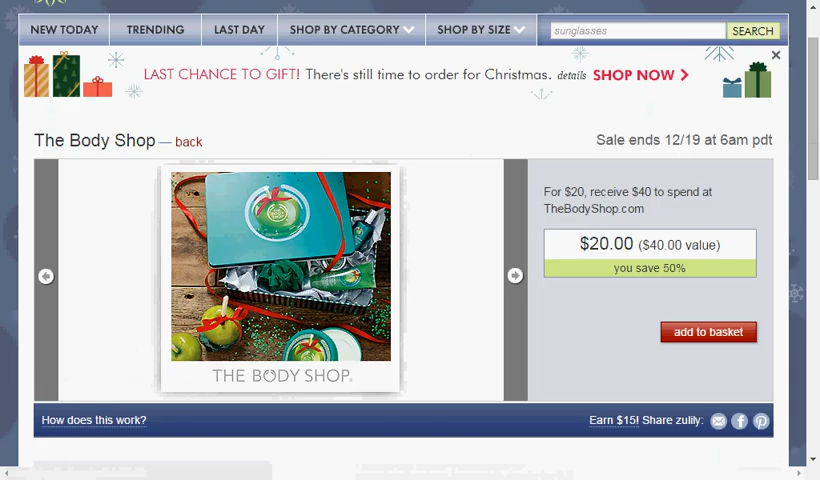 NEW TODAY TRENDING LAST DAY SHOP BY CATEGORY SHOP BY SIZE sunglasses SEARCH
LAST CHANCE TO GIFT! There's still time to order for Christmas. details SHOP NOW
The Body Shop — back
Sale ends 12/19 at 6am pdt
For $20, receive $40 to spend at
TheBodyShop.com
$20.00 ($40.00 value)
you save 50%
add to basket
THE BODY SHOP.
How does this work?
Earn $15! Share zulily: